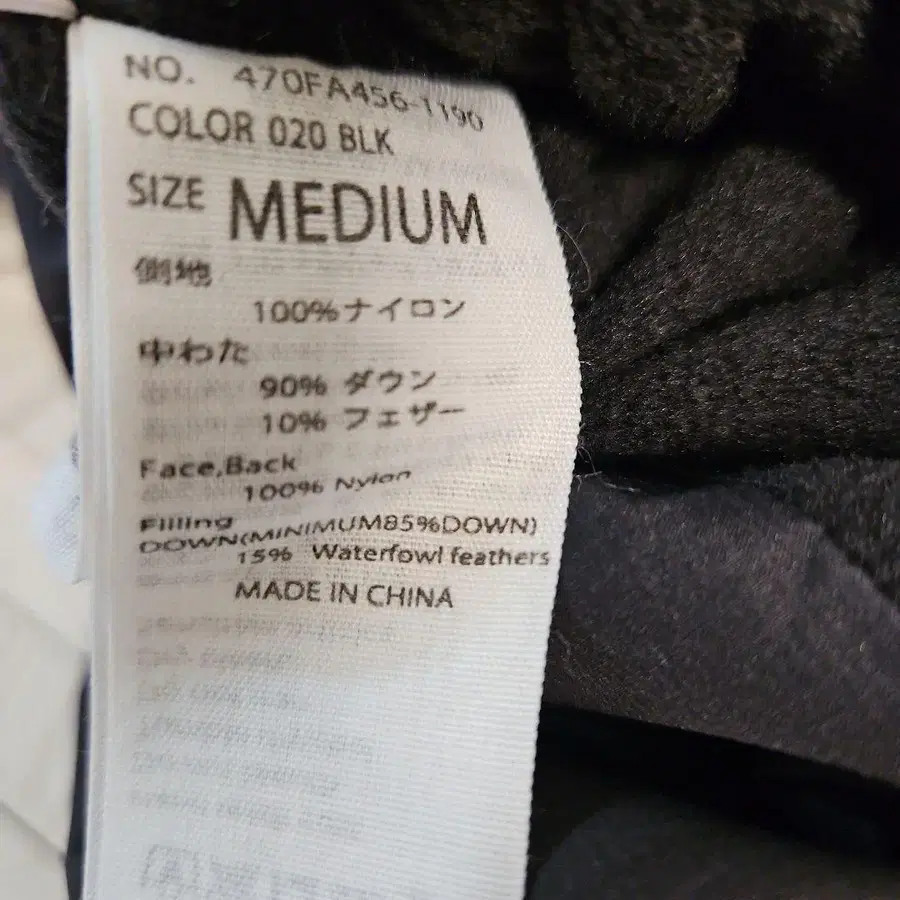 NO. 470FA456-1190
COLOR 020 BLK
SIZE MEDIUM
側地
100%ナイロン
中わた
90% ダウン
10% フェザー
Face,Back
100% Nylon
Filling
DOWN(MINIMUM85%DOWN)
15% Waterfowl feathers
MADE IN CHINA